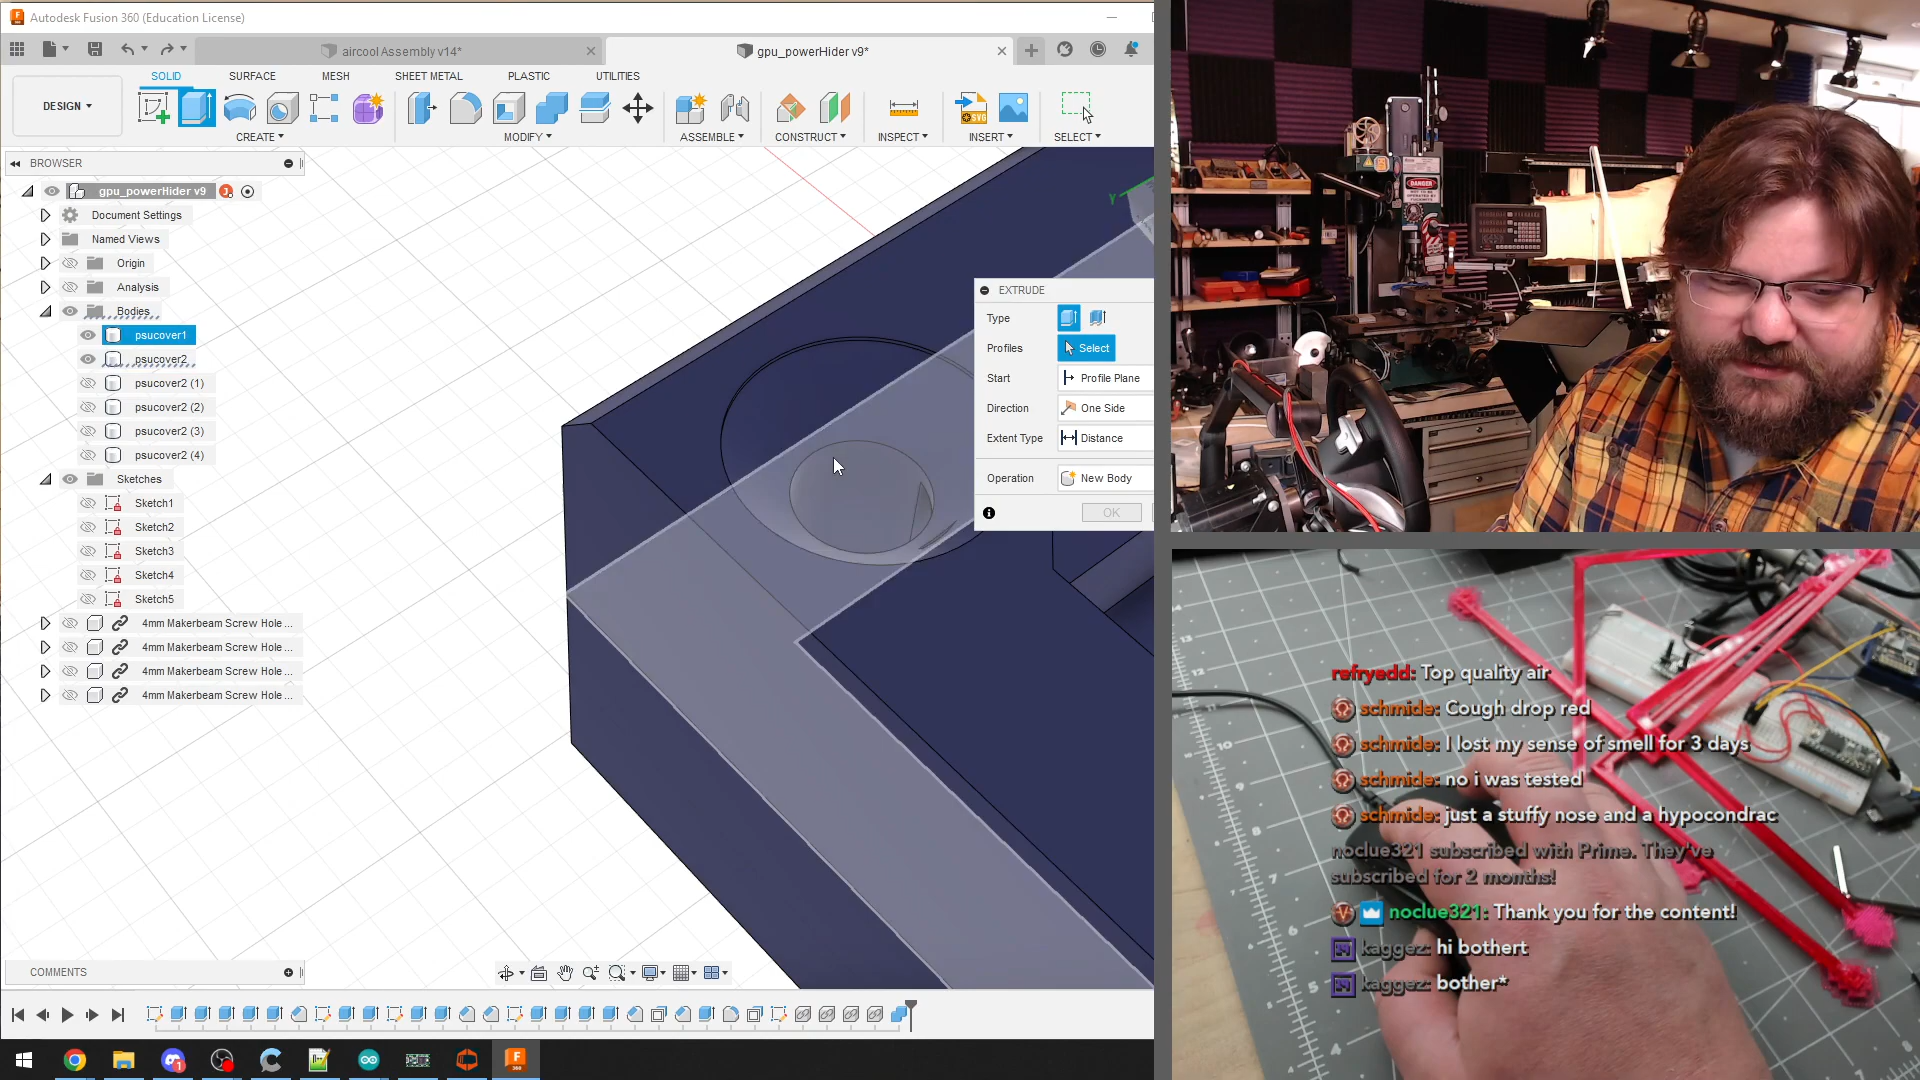 Autodesk Fusion 360 (Education License)
aircool Assembly v14*
gpu_powerHider v9*
DESIGN
SOLID
SURFACE
MESH
SHEET METAL
PLASTIC
UTILITIES
CREATE
MODIFY
ASSEMBLE
CONSTRUCT
INSPECT
INSERT
SELECT
BROWSER
gpu_powerHider v9
Document Settings
Named Views
Origin
Analysis
Bodies
psucover1
psucover2
psucover2 (1)
psucover2 (2)
psucover2 (3)
psucover2 (4)
Sketches
Sketch1
Sketch2
Sketch3
Sketch4
Sketch5
4mm Makerbeam Screw Hole ...
4mm Makerbeam Screw Hole ...
4mm Makerbeam Screw Hole ...
4mm Makerbeam Screw Hole ...
Y
EXTRUDE
Type
Profiles Select
Start Profile Plane
Direction One Side
Extent Type Distance
Operation New Body
OK
COMMENTS
DANGER
refryedd: Top quality air
schmide: Cough drop red
schmide: I lost my sense of smell for 3 days
schmide: no i was tested
schmide: just a stuffy nose and a hypocondrac
noclue321 subscribed with Prime. They've
subscribed for 2 months!
noclue321: Thank you for the content!
kaggez: hi bothert
kaggez: bother*